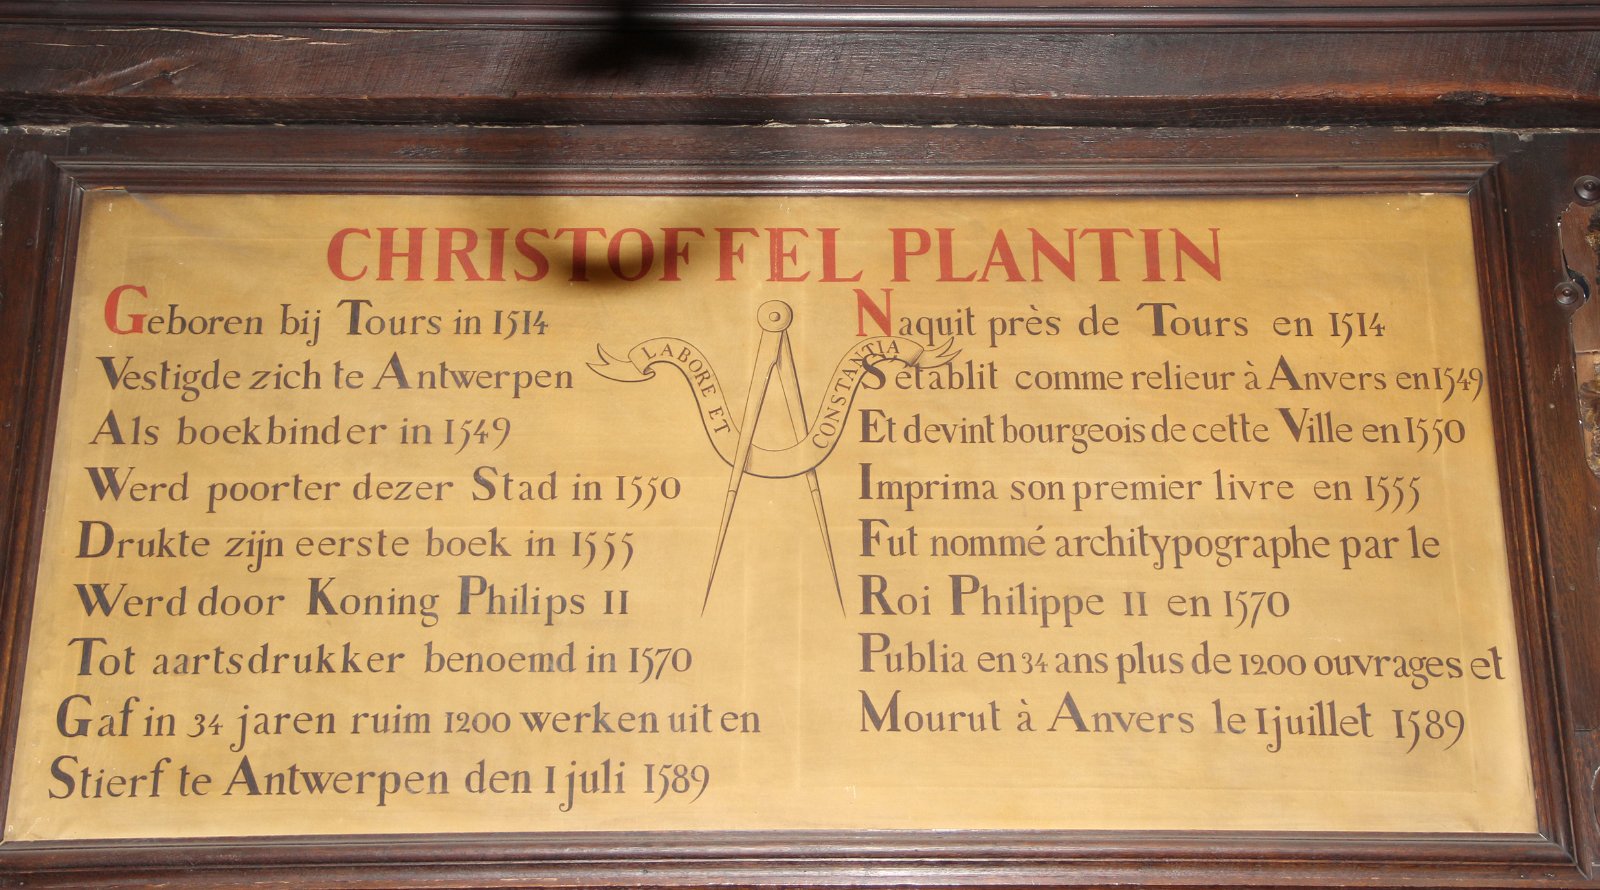 CHRISTOFFEL PLANTIN
Geboren bij Tours in 1514
Vestigde zich te Antwerpen
Als boekbinder in 1549
Werd poorter dezer Stad in 1550
Drukte zijn eerste boek in 1555
Werd door Koning Philips II
Tot aartsdrukker benoemd in 1570
Gaf in 34 jaren ruim 1200 werken uit en
Stierf te Antwerpen den 1 juli 1589
LABORE ET CONSTANTIA
Naquit près de Tours en 1514
S'établit comme relieur à Anvers en 1549
Et devint bourgeois de cette Ville en 1550
Imprima son premier livre en 1555
Fut nommé architypographe par le
Roi Philippe II en 1570
Publia en 34 ans plus de 1200 ouvrages et
Mourut à Anvers le 1 juillet 1589